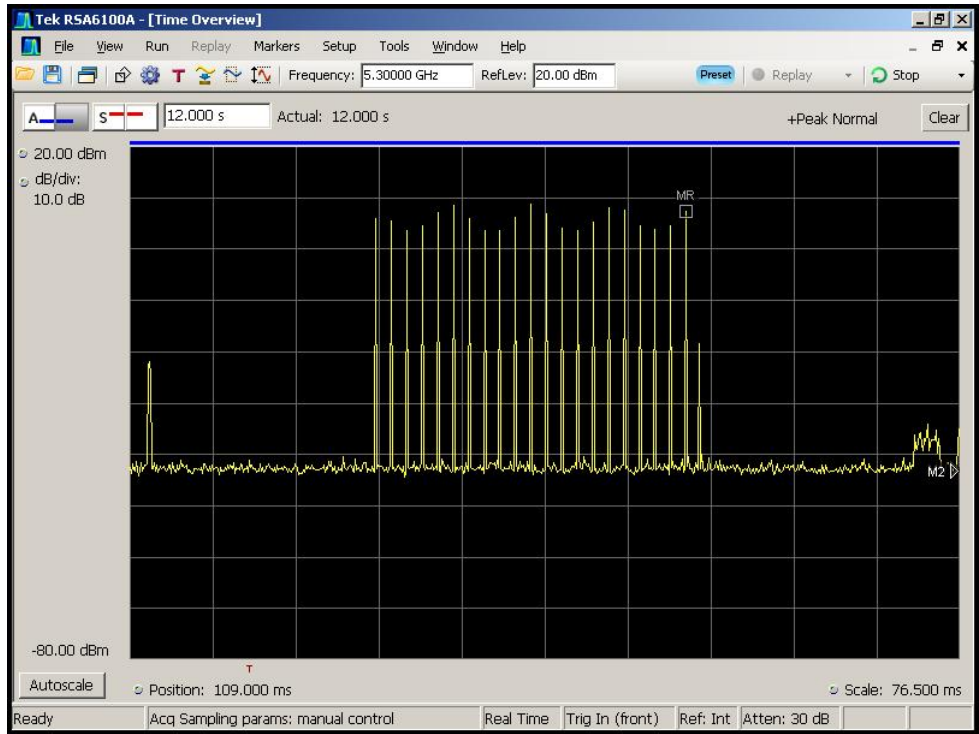 Tek RSA6100A - [Time Overview]
File View Run Replay Markers Setup Tools Window Help
T Frequency: 5.30000 GHz RefLev: 20.00 dBm Preset Replay Stop
A S 12.000 s Actual: 12.000 s +Peak Normal Clear
20.00 dBm
dB/div:
10.0 dB
MR
M2
-80.00 dBm
T
Autoscale Position: 109.000 ms Scale: 76.500 ms
Ready Acq Sampling params: manual control Real Time Trig In (front) Ref: Int Atten: 30 dB